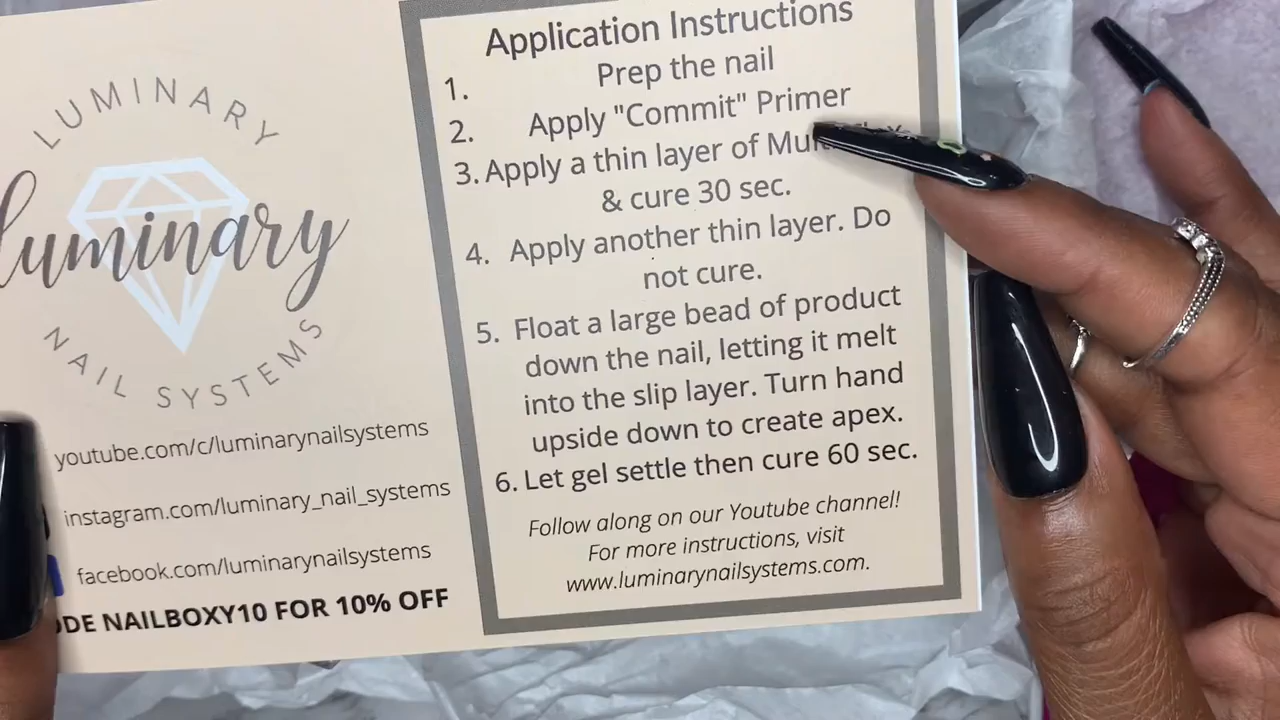 LUMINARY
luminary
NAIL SYSTEMS
youtube.com/c/luminarynailsystems
instagram.com/luminary_nail_systems
facebook.com/luminarynailsystems
NAILBOXY10 FOR 10% OFF
Application Instructions
1. Prep the nail
2. Apply "Commit" Primer
3. Apply a thin layer of
& cure 30 sec.
4. Apply another thin layer. Do
not cure.
5. Float a large bead of product
down the nail, letting it melt
into the slip layer. Turn hand
upside down to create apex.
6. Let gel settle then cure 60 sec.
Follow along on our Youtube channel!
For more instructions, visit
www.luminarynailsystems.com.